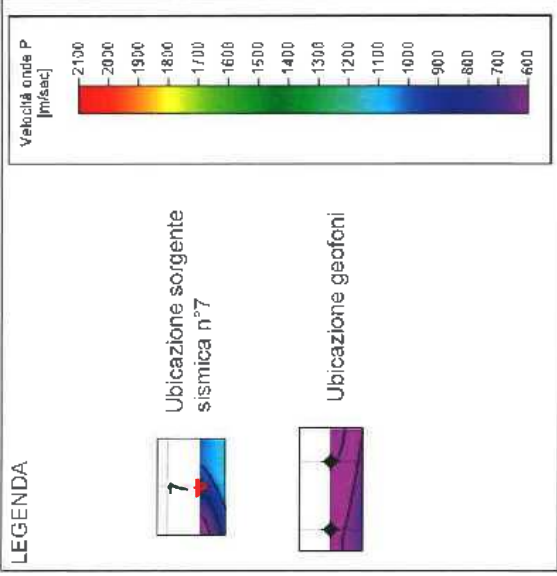 LEGENDA
7
Ubicazione sorgente
sismica n°7
Ubicazione geofoni
Velocità onde P
[m/sec]
2100
2000
1900
1800
1700
1600
1500
1400
1300
1200
1100
1000
900
800
700
600